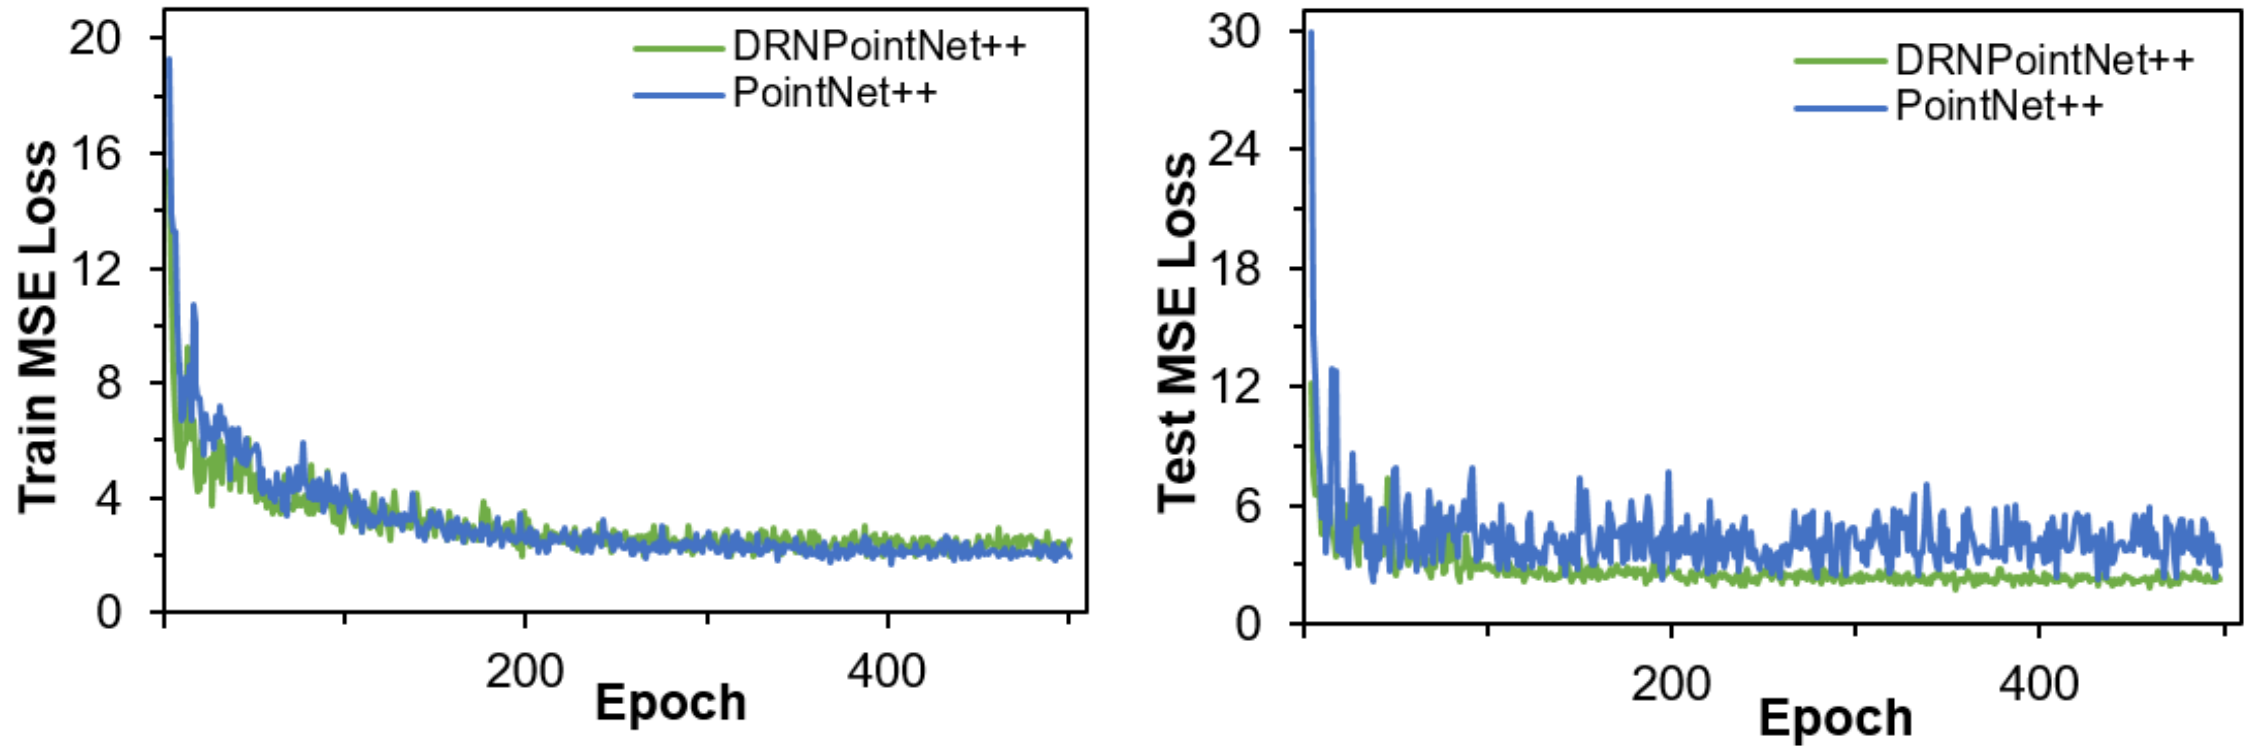 Train MSE Loss
20
16
12
8
4
0
200
400
Epoch
DRNPointNet++
PointNet++
Test MSE Loss
30
24
18
12
6
0
200
400
Epoch
DRNPointNet++
PointNet++